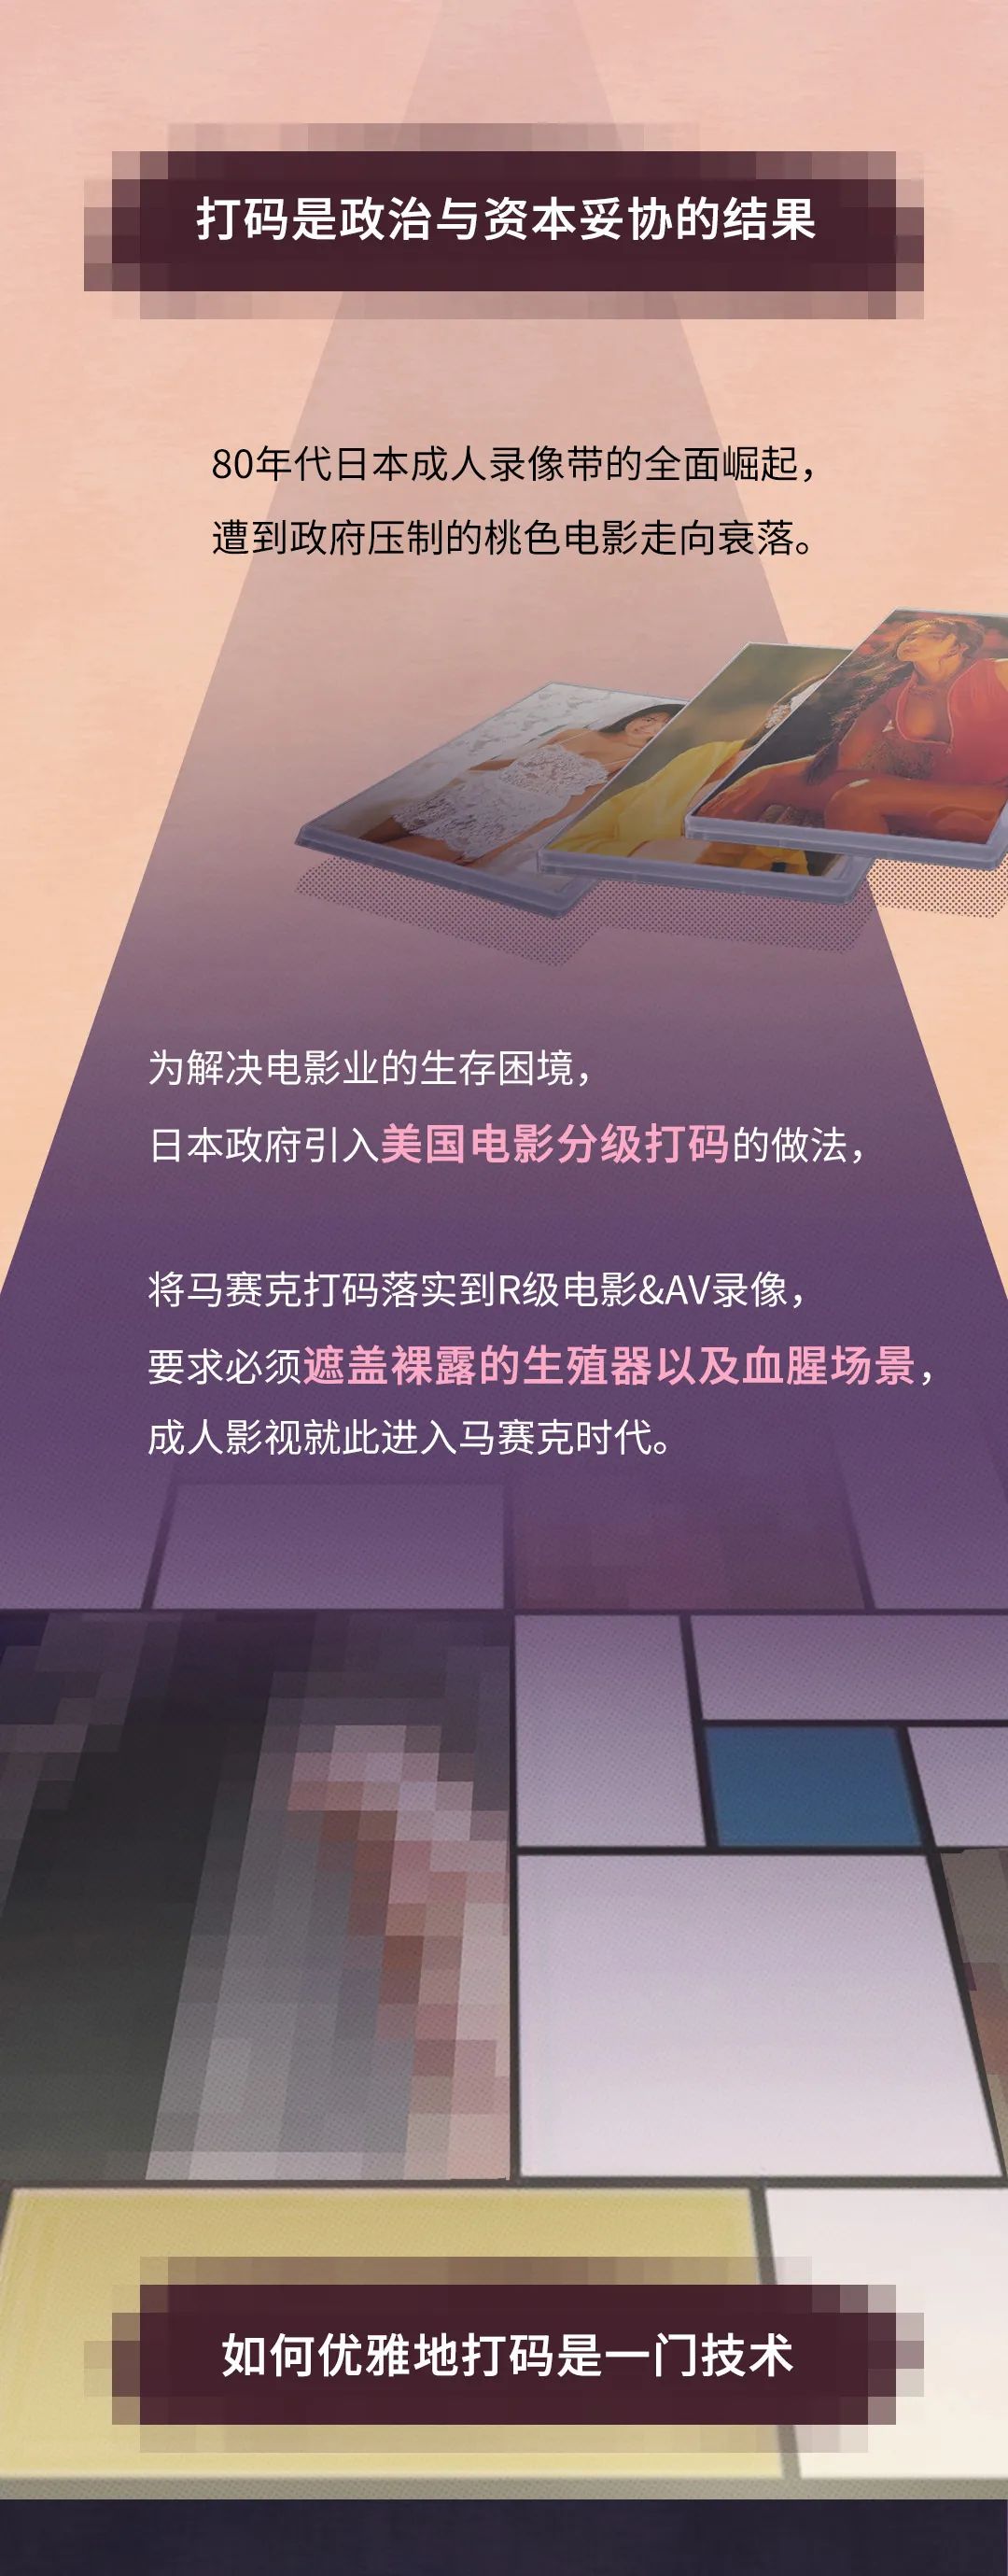 打码是政治与资本妥协的结果
80年代日本成人录像带的全面崛起，
遭到政府压制的桃色电影走向衰落。
为解决电影业的生存困境，
日本政府引入美国电影分级打码的做法，
将马赛克打码落实到R级电影&AV录像，
要求必须遮盖裸露的生殖器以及血腥场景，
成人影视就此进入马赛克时代。
如何优雅地打码是一门技术